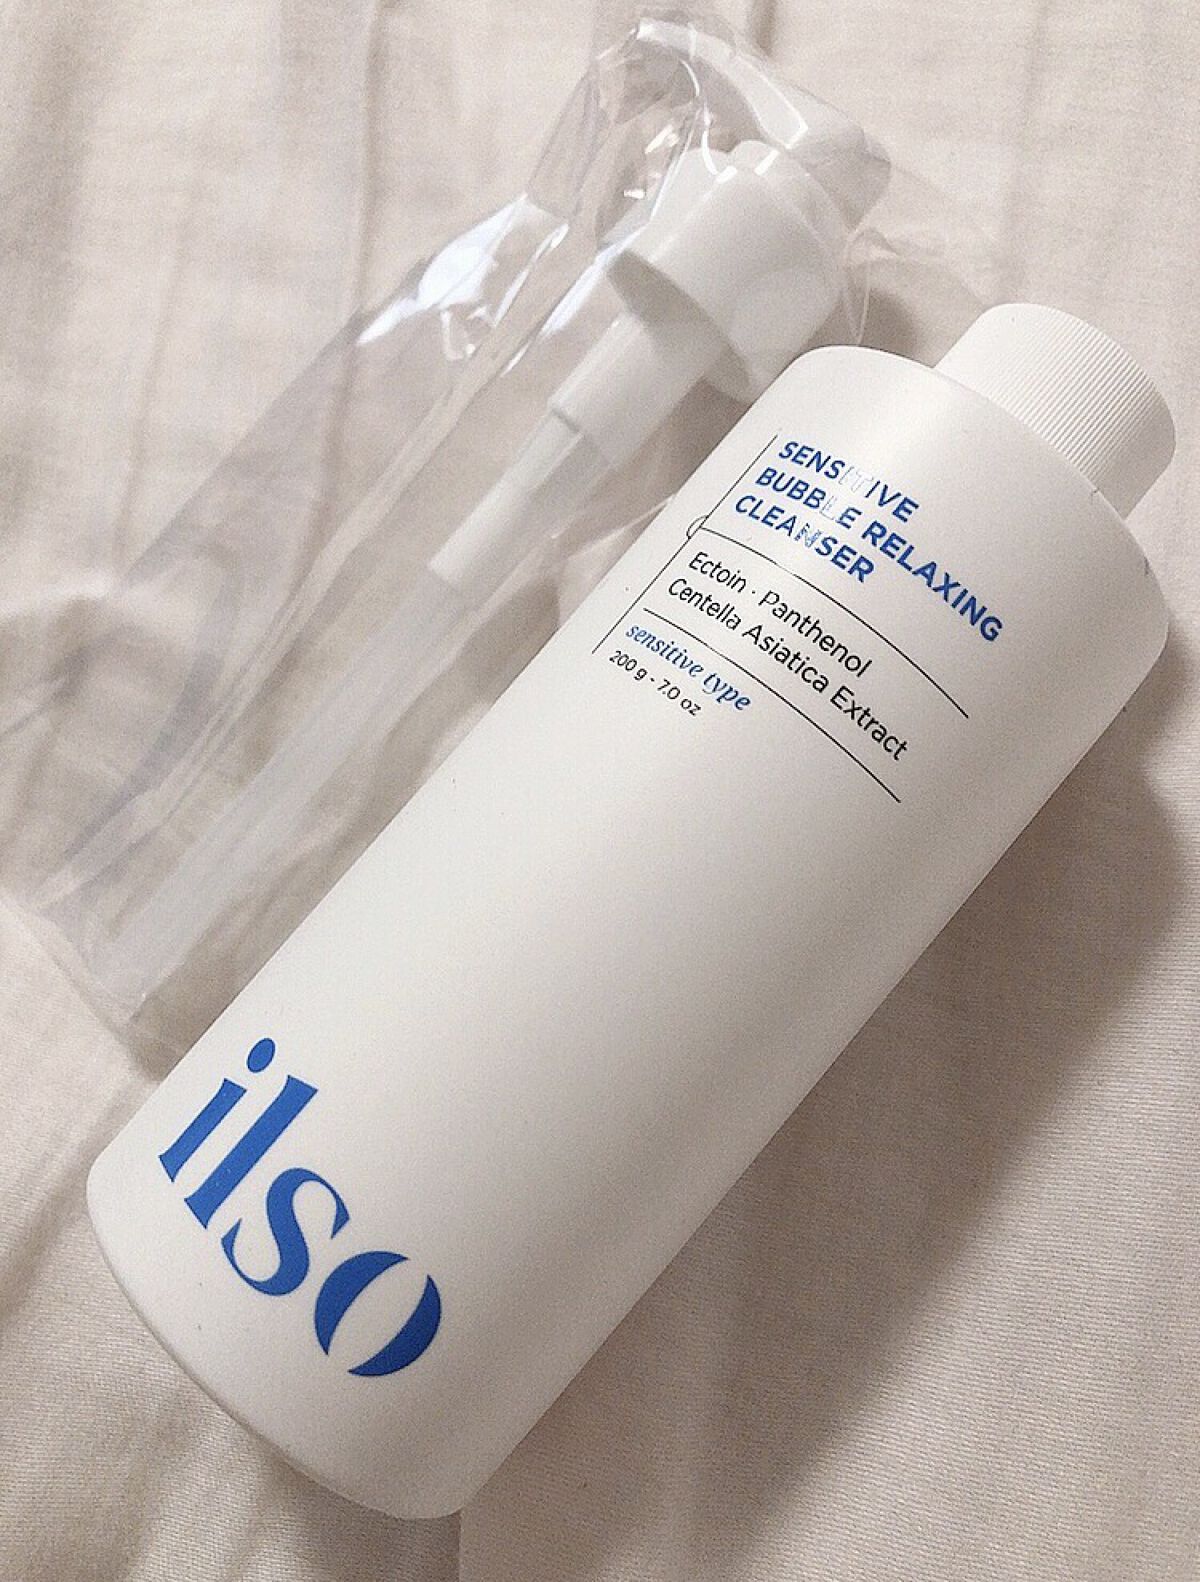 SENSITIVE
BUBBLE RELAXING
CLEANSER
Ectoin · Panthenol
Centella Asiatica Extract
sensitive type
200 g - 7.0 oz
ilso